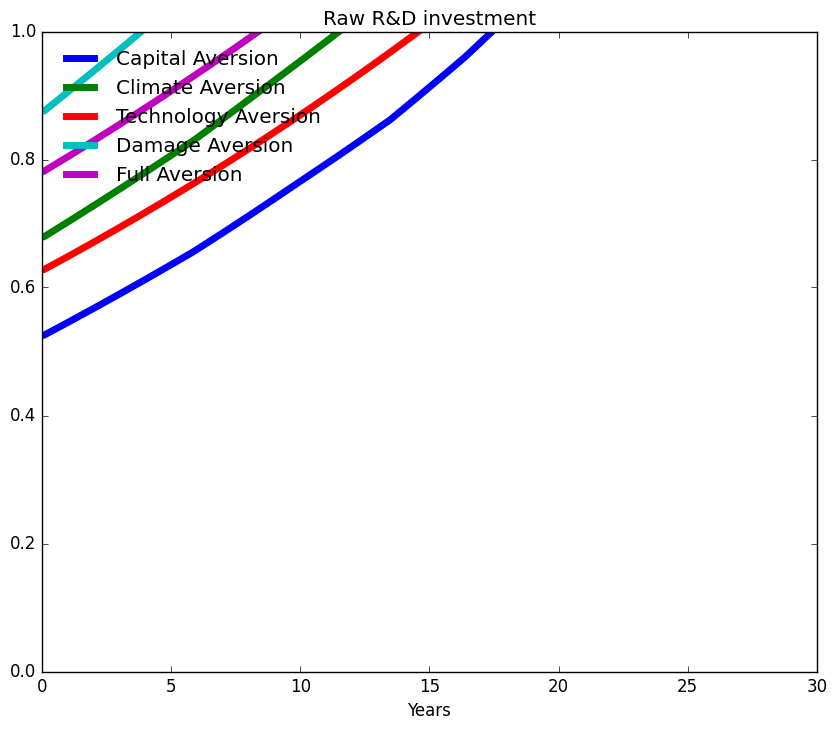 Raw R&D investment
1.0
0.8
0.6
0.4
0.2
0.0
Capital Aversion
Climate Aversion
Technology Aversion
Damage Aversion
Full Aversion
0 5 10 15 20 25 30
Years